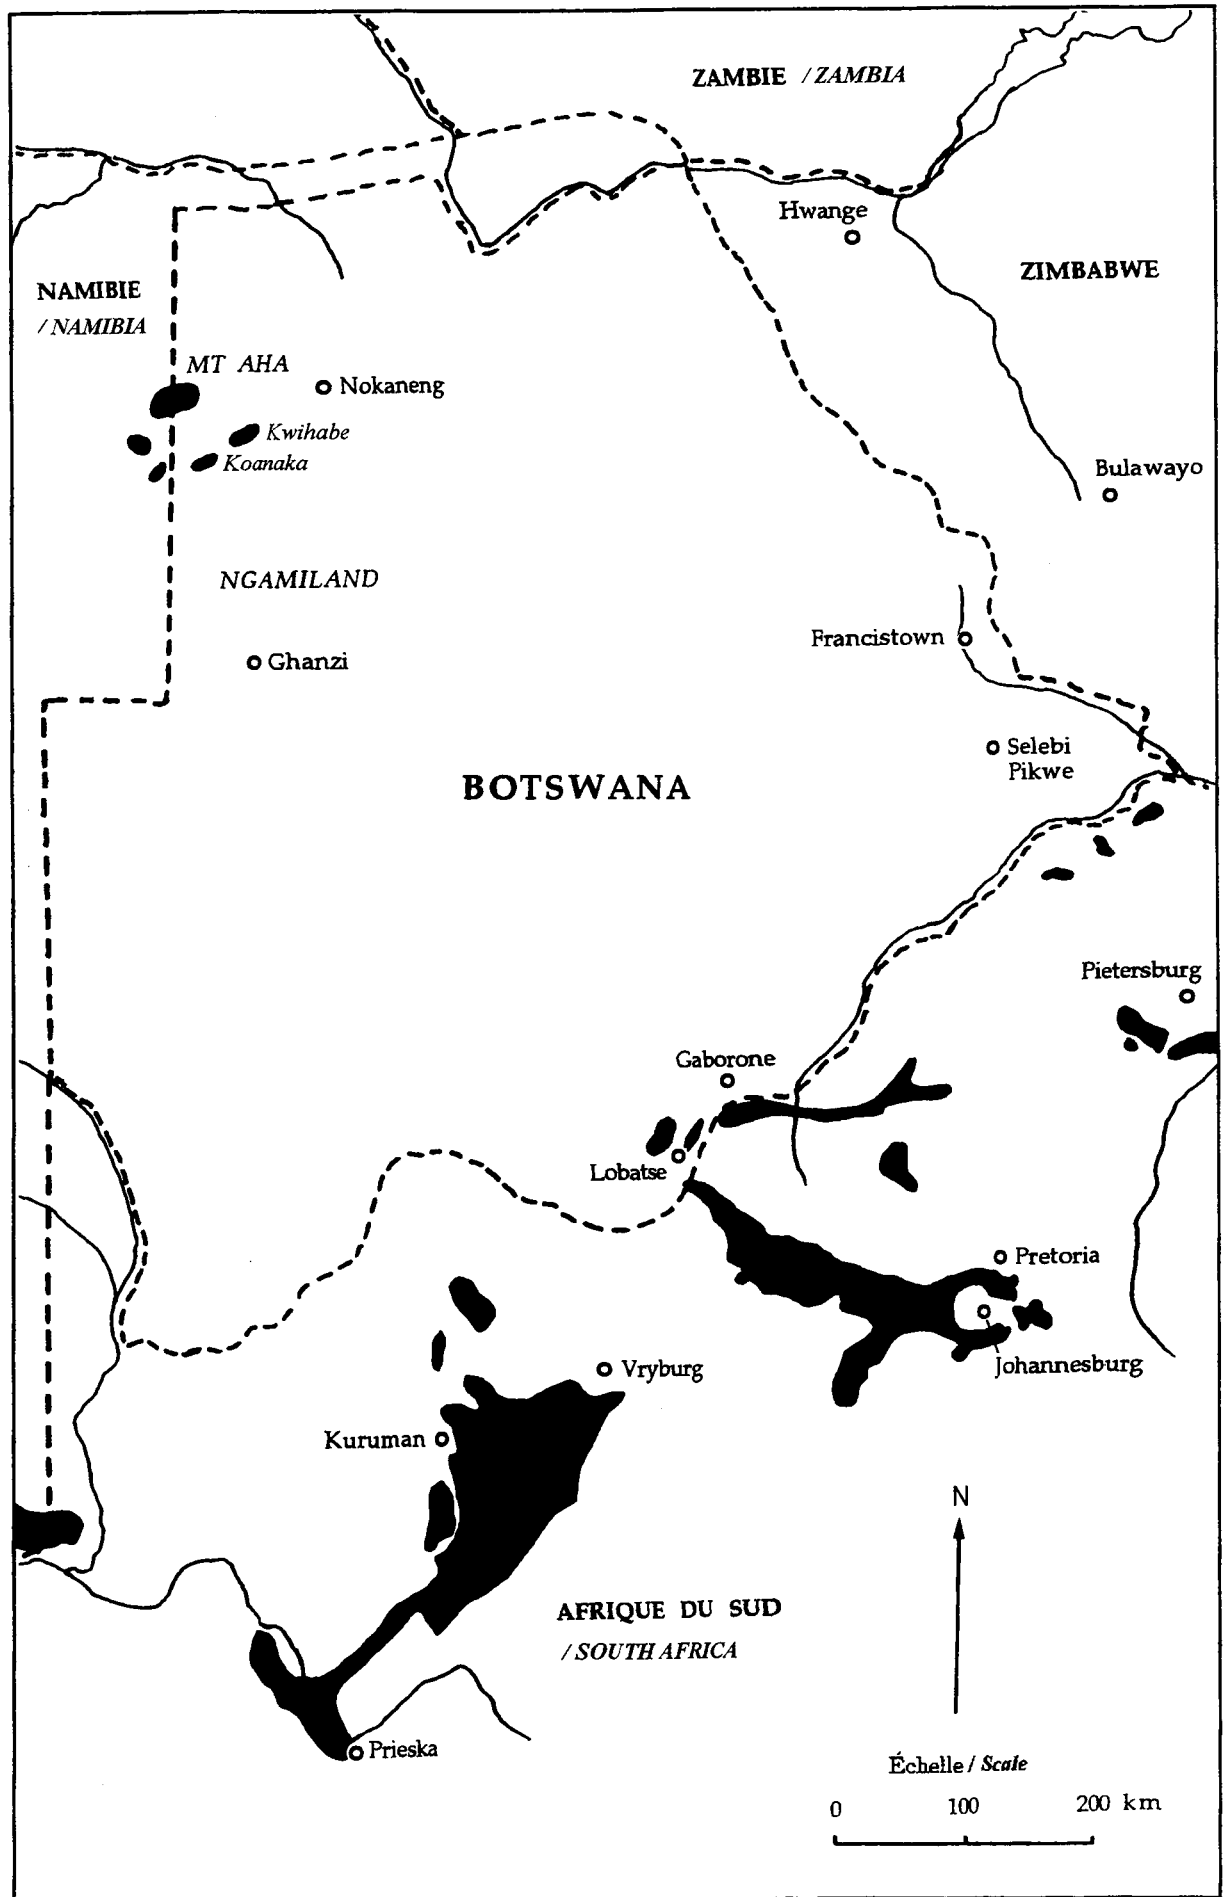 ZAMBIE / ZAMBIA
Hwange
ZIMBABWE
NAMIBIE
/ NAMIBIA
MT AHA
Nokaneng
Kwihabe
Koanaka
Bulawayo
NGAMILAND
Francistown
Ghanzi
Selebi
Pikwe
BOTSWANA
Pietersburg
Gaborone
Lobatse
Pretoria
Johannesburg
Vryburg
Kuruman
N
AFRIQUE DU SUD
/ SOUTH AFRICA
Prieska
Échelle / Scale
0 100 200 km